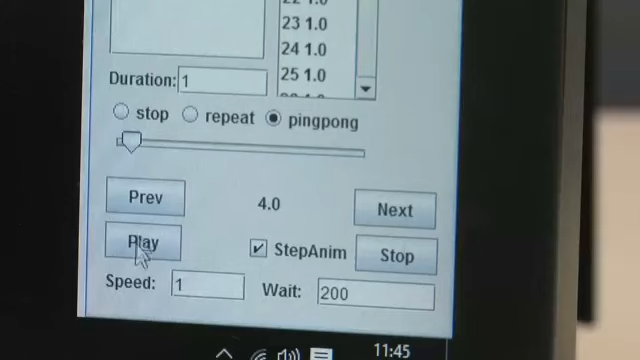 23 1.0
24 1.0
25 1.0
Duration: 1
stop repeat pingpong
Prev 4.0 Next
Play StepAnim Stop
Speed: 1 Wait: 200
11:45